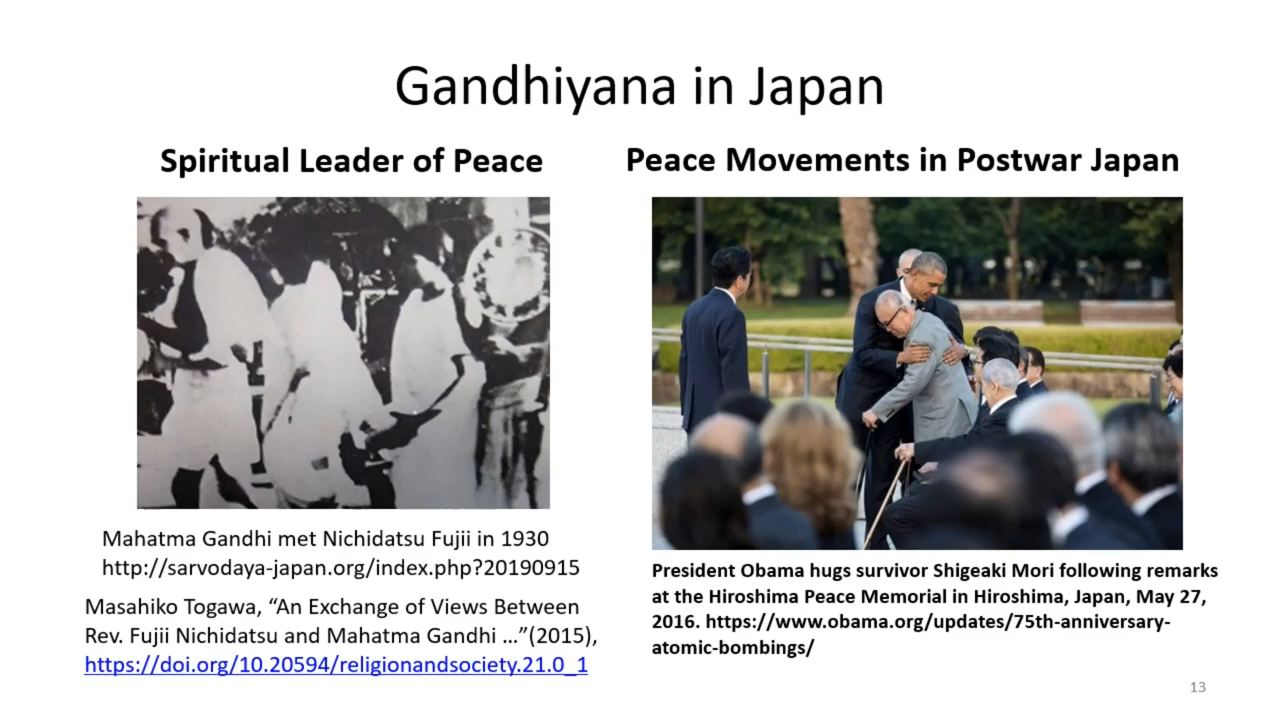 Gandhiyana in Japan
Spiritual Leader of Peace
Mahatma Gandhi met Nichidatsu Fujii in 1930
http://sarvodaya-japan.org/index.php?20190915
Masahiko Togawa, “An Exchange of Views Between
Rev. Fujii Nichidatsu and Mahatma Gandhi …”(2015),
https://doi.org/10.20594/religionandsociety.21.0_1
Peace Movements in Postwar Japan
President Obama hugs survivor Shigeaki Mori following remarks
at the Hiroshima Peace Memorial in Hiroshima, Japan, May 27,
2016. https://www.obama.org/updates/75th-anniversary-
atomic-bombings/
13